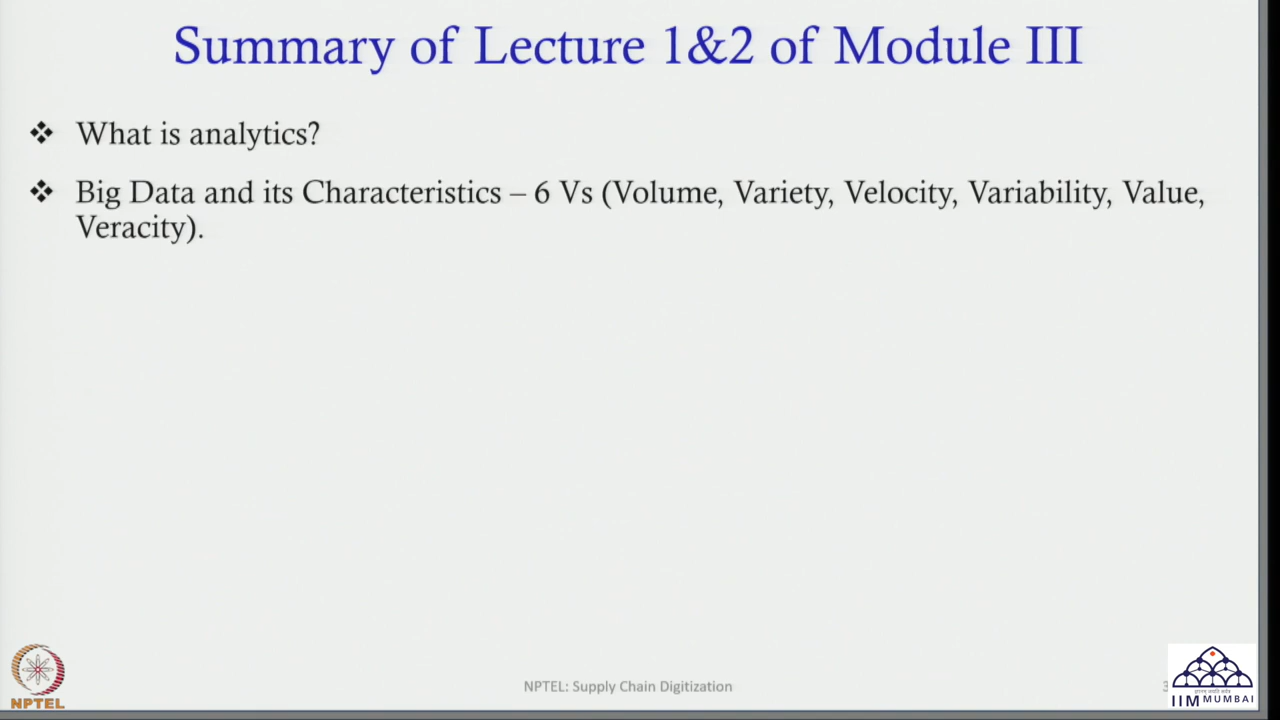 Summary of Lecture 1&2 of Module III
❖ What is analytics?
❖ Big Data and its Characteristics – 6 Vs (Volume, Variety, Velocity, Variability, Value,
Veracity).
NPTEL
NPTEL: Supply Chain Digitization
IIM MUMBAI